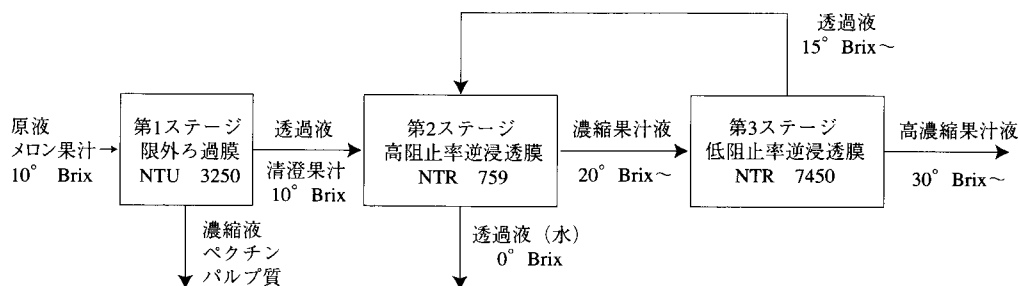 透過液
15° Brix～
原液
メロン果汁→
10° Brix
第1ステージ
限外ろ過膜
NTU 3250
透過液
清澄果汁
10° Brix
第2ステージ
高阻止率逆浸透膜
NTR 759
濃縮果汁液
20° Brix～
第3ステージ
低阻止率逆浸透膜
NTR 7450
高濃縮果汁液
30° Brix～
濃縮液
ペクチン
パルプ質
透過液（水）
0° Brix